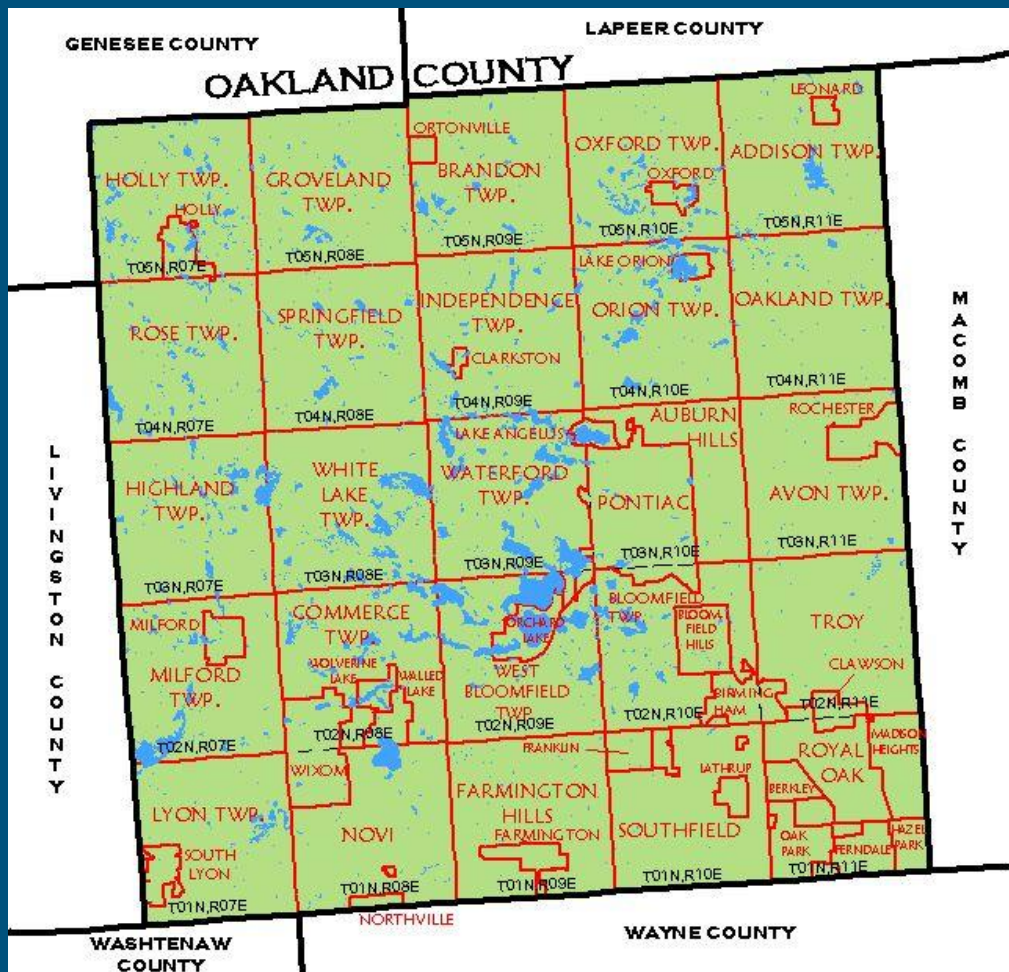 GENESEE COUNTY
LAPEER COUNTY
OAKLAND COUNTY
LEONARD
ORTONVILLE
HOLLY TWP.
GROVELAND
TWP.
BRANDON
TWP.
OXFORD TWP.
OXFORD
ADDISON TWP.
HOLLY
T05N,R07E
T05N,R08E
T05N,R09E
T05N,R10E
T05N,R11E
LAKE ORION
ROSE TWP.
SPRINGFIELD
TWP.
INDEPENDENCE
TWP.
ORION TWP.
OAKLAND TWP.
CLARKSTON
T04N,R07E
T04N,R08E
T04N,R09E
T04N,R10E
T04N,R11E
MACOMB COUNTY
LIVINGSTON COUNTY
LAKE ANGELUS
AUBURN
HILLS
ROCHESTER
HIGHLAND
TWP.
WHITE
LAKE
TWP.
WATERFORD
TWP.
PONTIAC
AVON TWP.
T03N,R07E
T03N,R08E
T03N,R09E
T03N,R10E
T03N,R11E
MILFORD
COMMERCE
TWP.
ORCHARD
LAKE
BLOOMFIELD
TWP.
BLOOM
FIELD
HILLS
TROY
MILFORD
TWP.
WOLVERINE
LAKE
WALLED
LAKE
WEST
BLOOMFIELD
TWP
BIRMING
HAM
CLAWSON
T02N,R07E
T02N,R08E
T02N,R09E
T02N,R10E
T02N,R11E
WIXOM
FRANKLIN
LATHRUP
ROYAL
OAK
MADISON
HEIGHTS
BERKLEY
LYON TWP.
NOVI
FARMINGTON
HILLS
FARMINGTON
SOUTHFIELD
OAK
PARK
FERNDALE
HAZEL
PARK
SOUTH
LYON
T01N,R07E
T01N,R08E
T01N,R09E
T01N,R10E
T01N,R11E
NORTHVILLE
WASHTENAW
COUNTY
WAYNE COUNTY